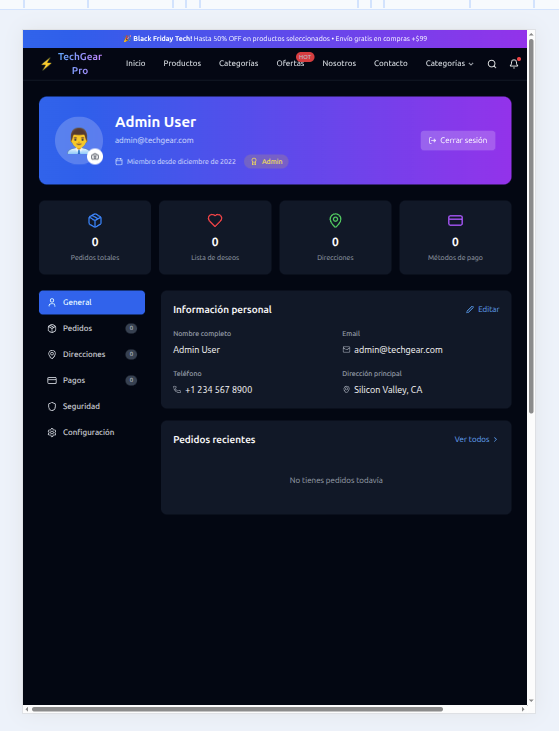 🎉 Black Friday Tech! Hasta 50% OFF en productos seleccionados • Envío gratis en compras +$99
⚡ TechGear Pro
Inicio
Productos
Categorías
Ofertas
HOT
Nosotros
Contacto
Categorías
Admin User
admin@techgear.com
Miembro desde diciembre de 2022
Admin
Cerrar sesión
0
Pedidos totales
0
Lista de deseos
0
Direcciones
0
Métodos de pago
General
Pedidos 0
Direcciones 0
Pagos 0
Seguridad
Configuración
Información personal
Editar
Nombre completo
Admin User
Email
admin@techgear.com
Teléfono
+1 234 567 8900
Dirección principal
Silicon Valley, CA
Pedidos recientes
Ver todos
No tienes pedidos todavía